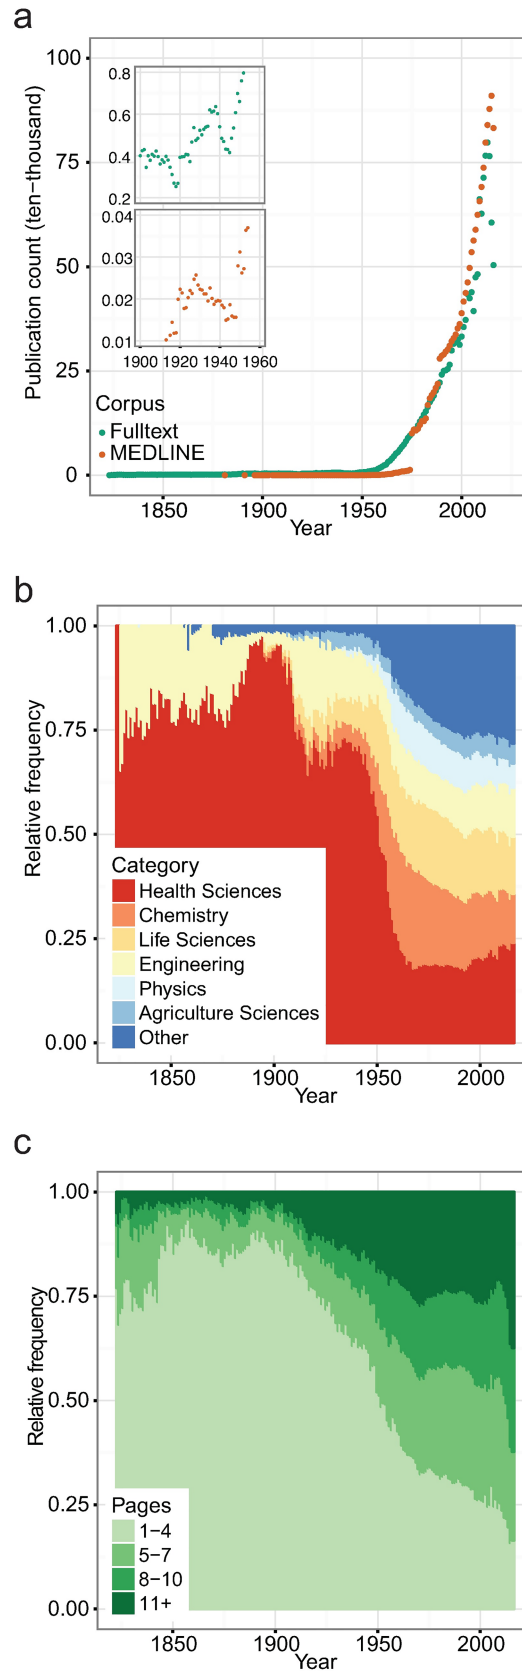 a
Publication count (ten−thousand)
100
75
50
25
0
0.8
0.6
0.4
0.2
0.04
0.03
0.02
0.01
1900 1920 1940 1960
Corpus
Fulltext
MEDLINE
1850 1900 1950 2000
Year
b
Relative frequency
1.00
0.75
0.50
0.25
0.00
Category
Health Sciences
Chemistry
Life Sciences
Engineering
Physics
Agriculture Sciences
Other
1850 1900 1950 2000
Year
c
Relative frequency
1.00
0.75
0.50
0.25
0.00
Pages
1−4
5−7
8−10
11+
1850 1900 1950 2000
Year